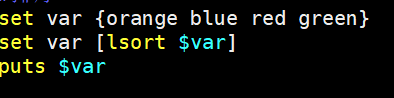 set var {orange blue red green}
set var [lsort $var]
puts $var